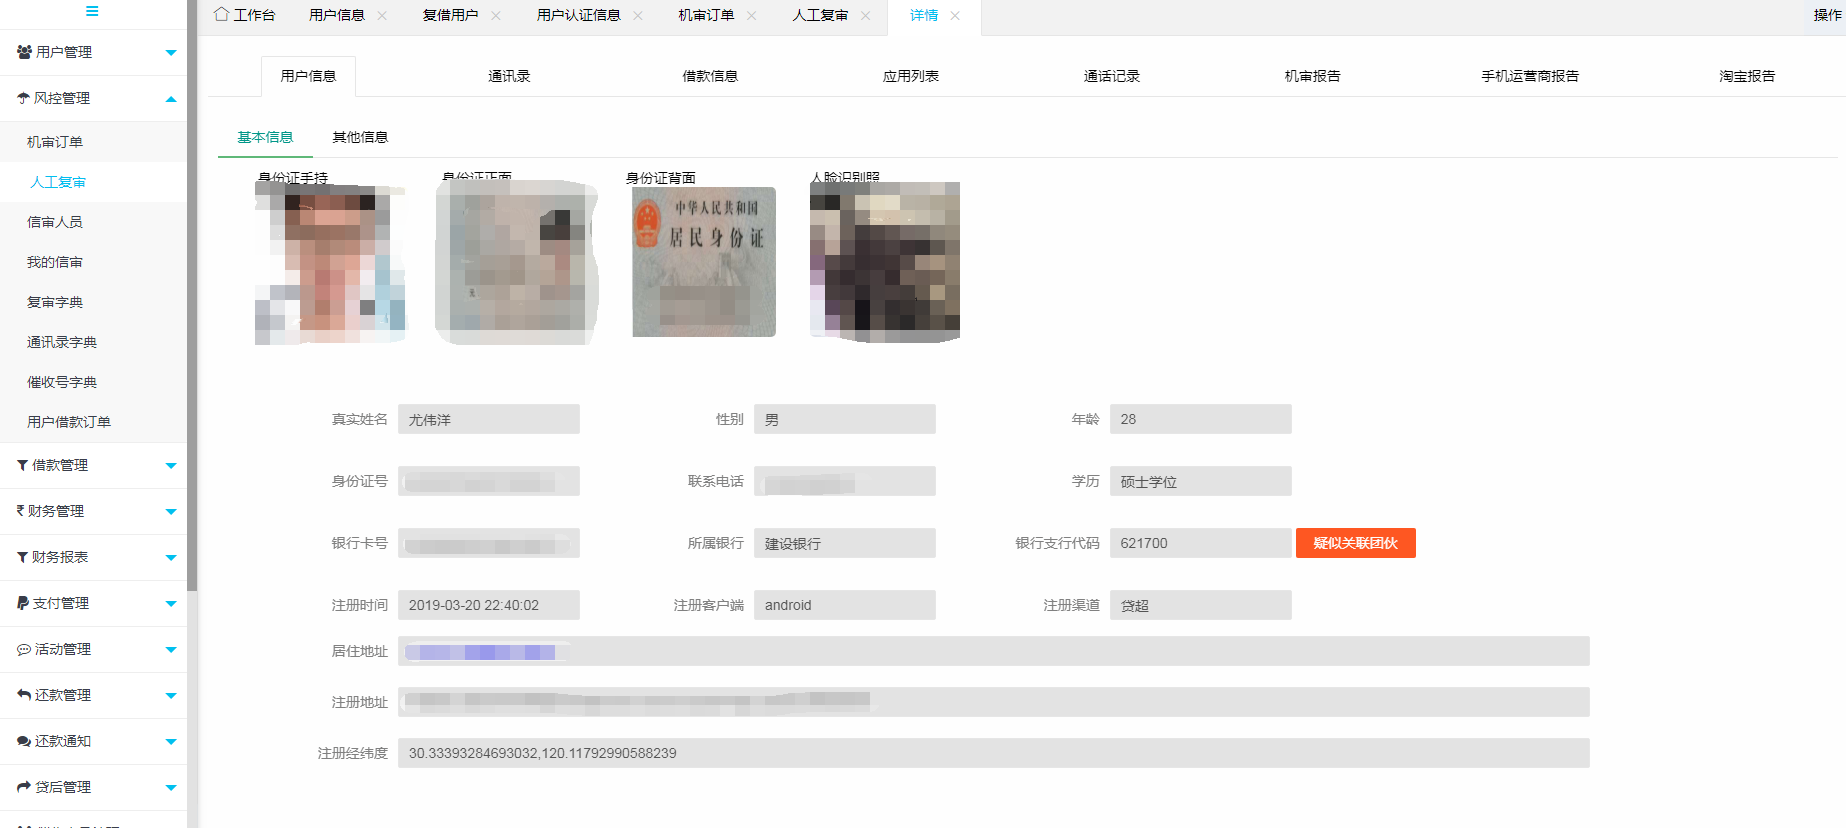 工作台 用户信息 复借用户 用户认证信息 机审订单 人工复审 详情 操作
用户管理
风控管理
机审订单
人工复审
信审人员
我的信审
复审字典
通讯录字典
催收号字典
用户借款订单
借款管理
财务管理
财务报表
支付管理
活动管理
还款管理
还款通知
贷后管理
用户信息 通讯录 借款信息 应用列表 通话记录 机审报告 手机运营商报告 淘宝报告
基本信息 其他信息
身份证手持 身份证正面 身份证背面 人脸识别照
中华人民共和国
居民身份证
真实姓名 尤伟洋 性别 男 年龄 28
身份证号 联系电话 学历 硕士学位
银行卡号 所属银行 建设银行 银行支行代码 621700 疑似关联团伙
注册时间 2019-03-20 22:40:02 注册客户端 android 注册渠道 贷超
居住地址
注册地址
注册经纬度 30.33393284693032,120.11792990588239